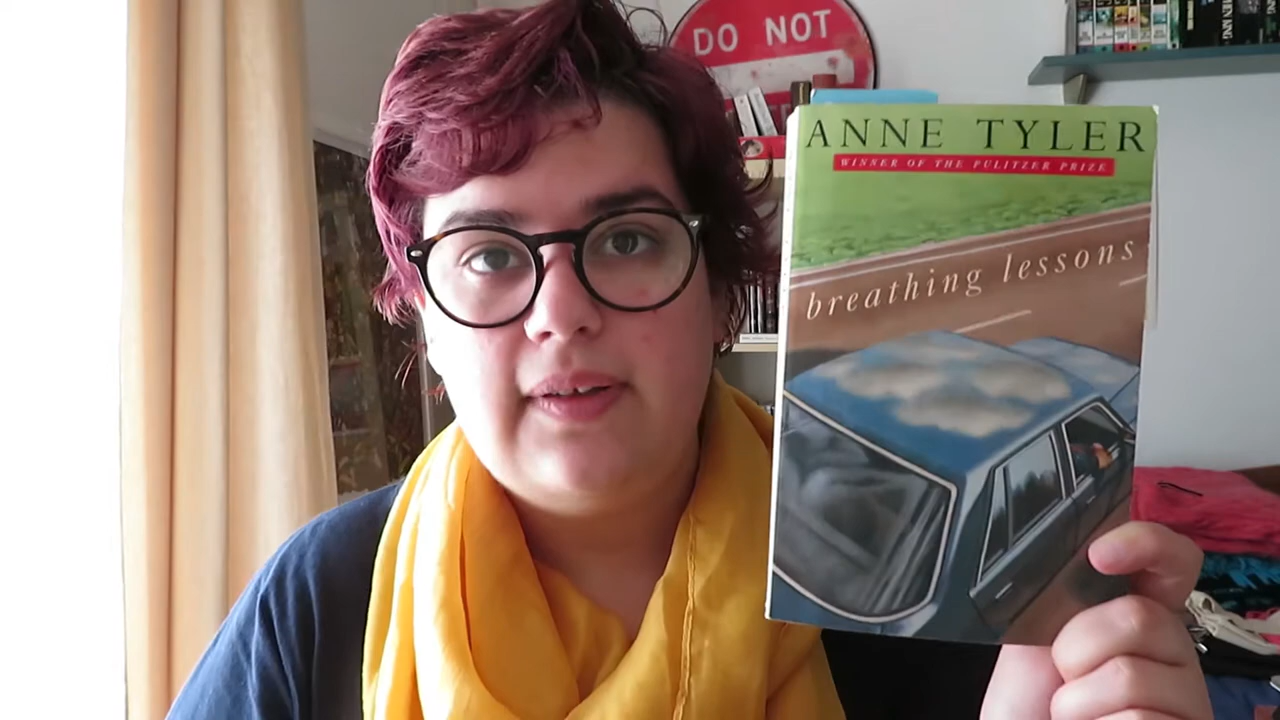 DO NOT
ANNE TYLER
WINNER OF THE PULITZER PRIZE
breathing lessons